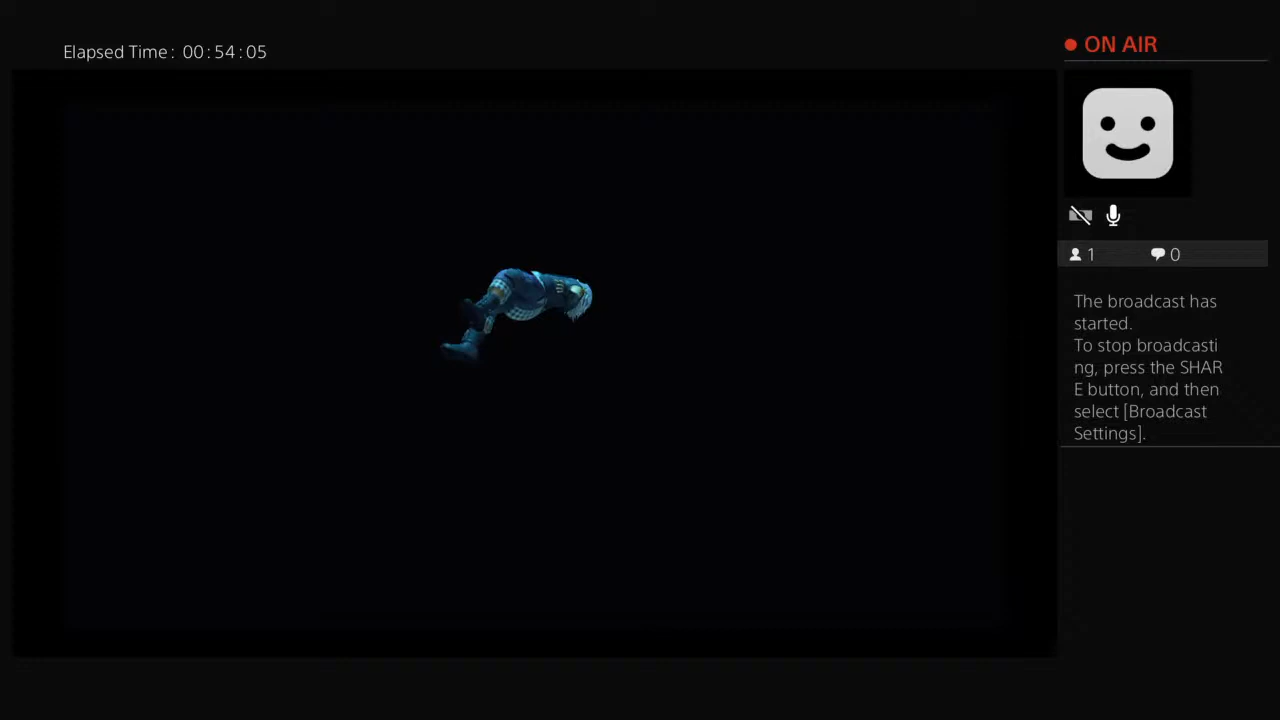 Elapsed Time: 00:54:05
ON AIR
1 0
The broadcast has
started.
To stop broadcasti
ng, press the SHAR
E button, and then
select [Broadcast
Settings].